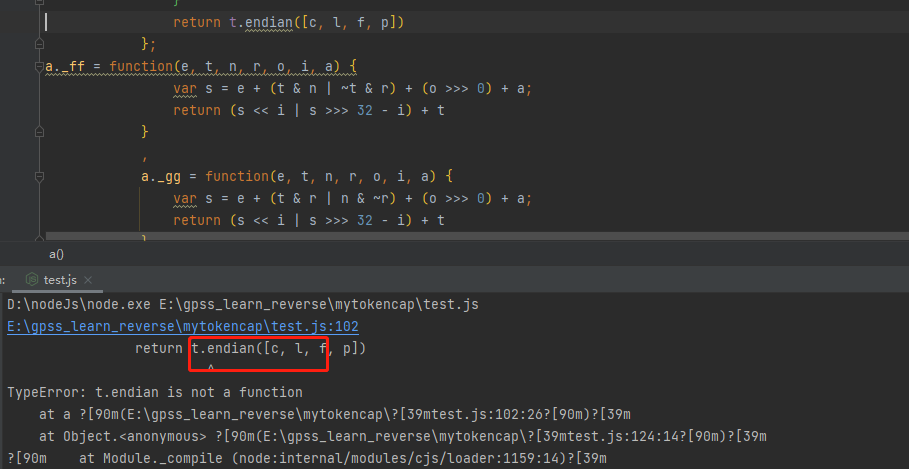 }
return t.endian([c, l, f, p])
};
a._ff = function(e, t, n, r, o, i, a) {
var s = e + (t & n | ~t & r) + (o >>> 0) + a;
return (s << i | s >>> 32 - i) + t
}
,
a._gg = function(e, t, n, r, o, i, a) {
var s = e + (t & r | n & ~r) + (o >>> 0) + a;
return (s << i | s >>> 32 - i) + t
a()
test.js ×
D:\nodeJs\node.exe E:\gpss_learn_reverse\mytokencap\test.js
E:\gpss_learn_reverse\mytokencap\test.js:102
return t.endian([c, l, f, p])
^
TypeError: t.endian is not a function
at a ?[90m(E:\gpss_learn_reverse\mytokencap\?[39mtest.js:102:26?[90m)?[39m
at Object.<anonymous> ?[90m(E:\gpss_learn_reverse\mytokencap\?[39mtest.js:124:14?[90m)?[39m
?[90m    at Module._compile (node:internal/modules/cjs/loader:1159:14)?[39m